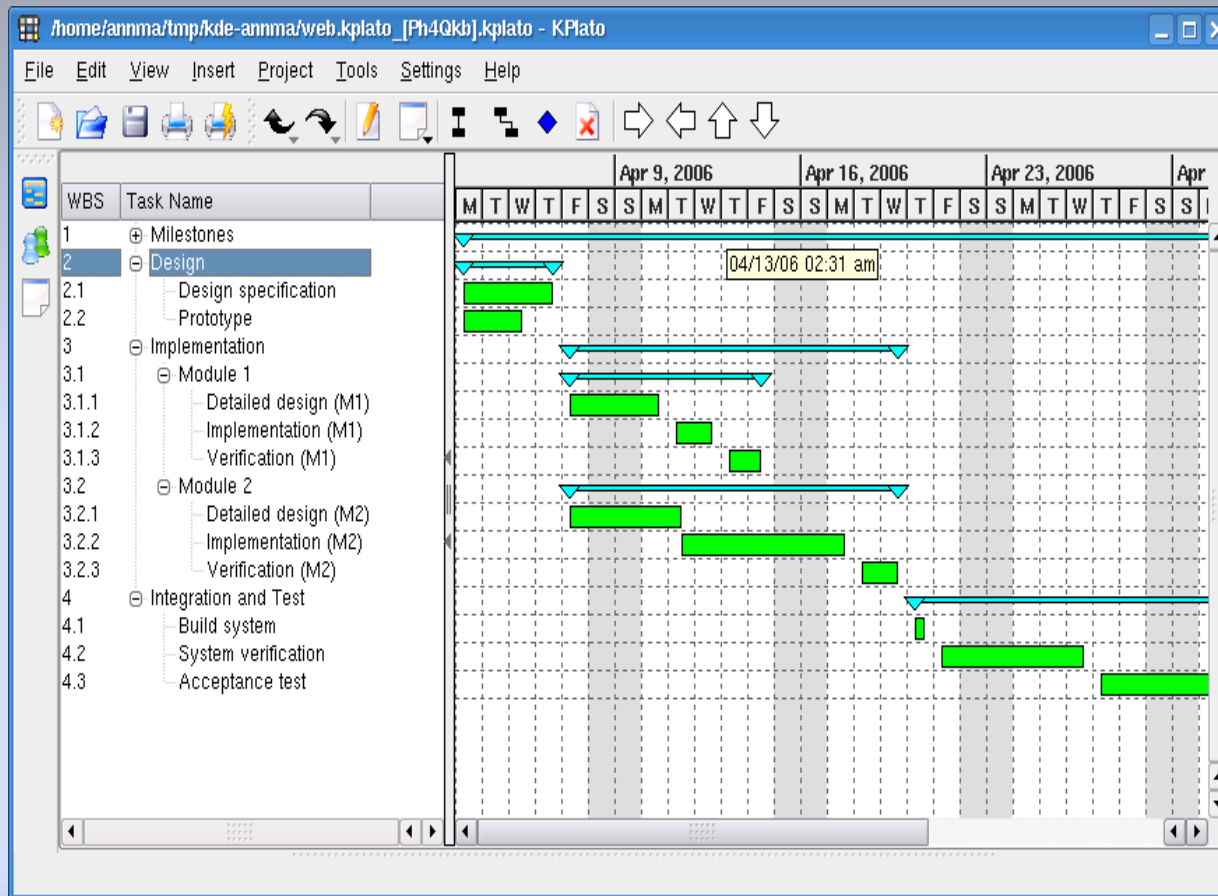 /home/annma/tmp/kde-annma/web.kplato_[Ph4Qkb].kplato - KPlato
File Edit View Insert Project Tools Settings Help
Apr 9, 2006 Apr 16, 2006 Apr 23, 2006 Apr
WBS Task Name M T W T F S S M T W T F S S M T W T F S S M T W T F S S
1 Milestones
2 Design 04/13/06 02:31 am
2.1 Design specification
2.2 Prototype
3 Implementation
3.1 Module 1
3.1.1 Detailed design (M1)
3.1.2 Implementation (M1)
3.1.3 Verification (M1)
3.2 Module 2
3.2.1 Detailed design (M2)
3.2.2 Implementation (M2)
3.2.3 Verification (M2)
4 Integration and Test
4.1 Build system
4.2 System verification
4.3 Acceptance test